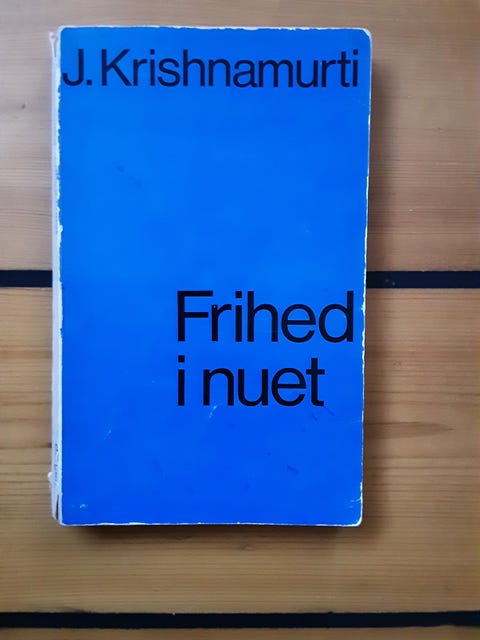 J. Krishnamurti
Frihed
i nuet